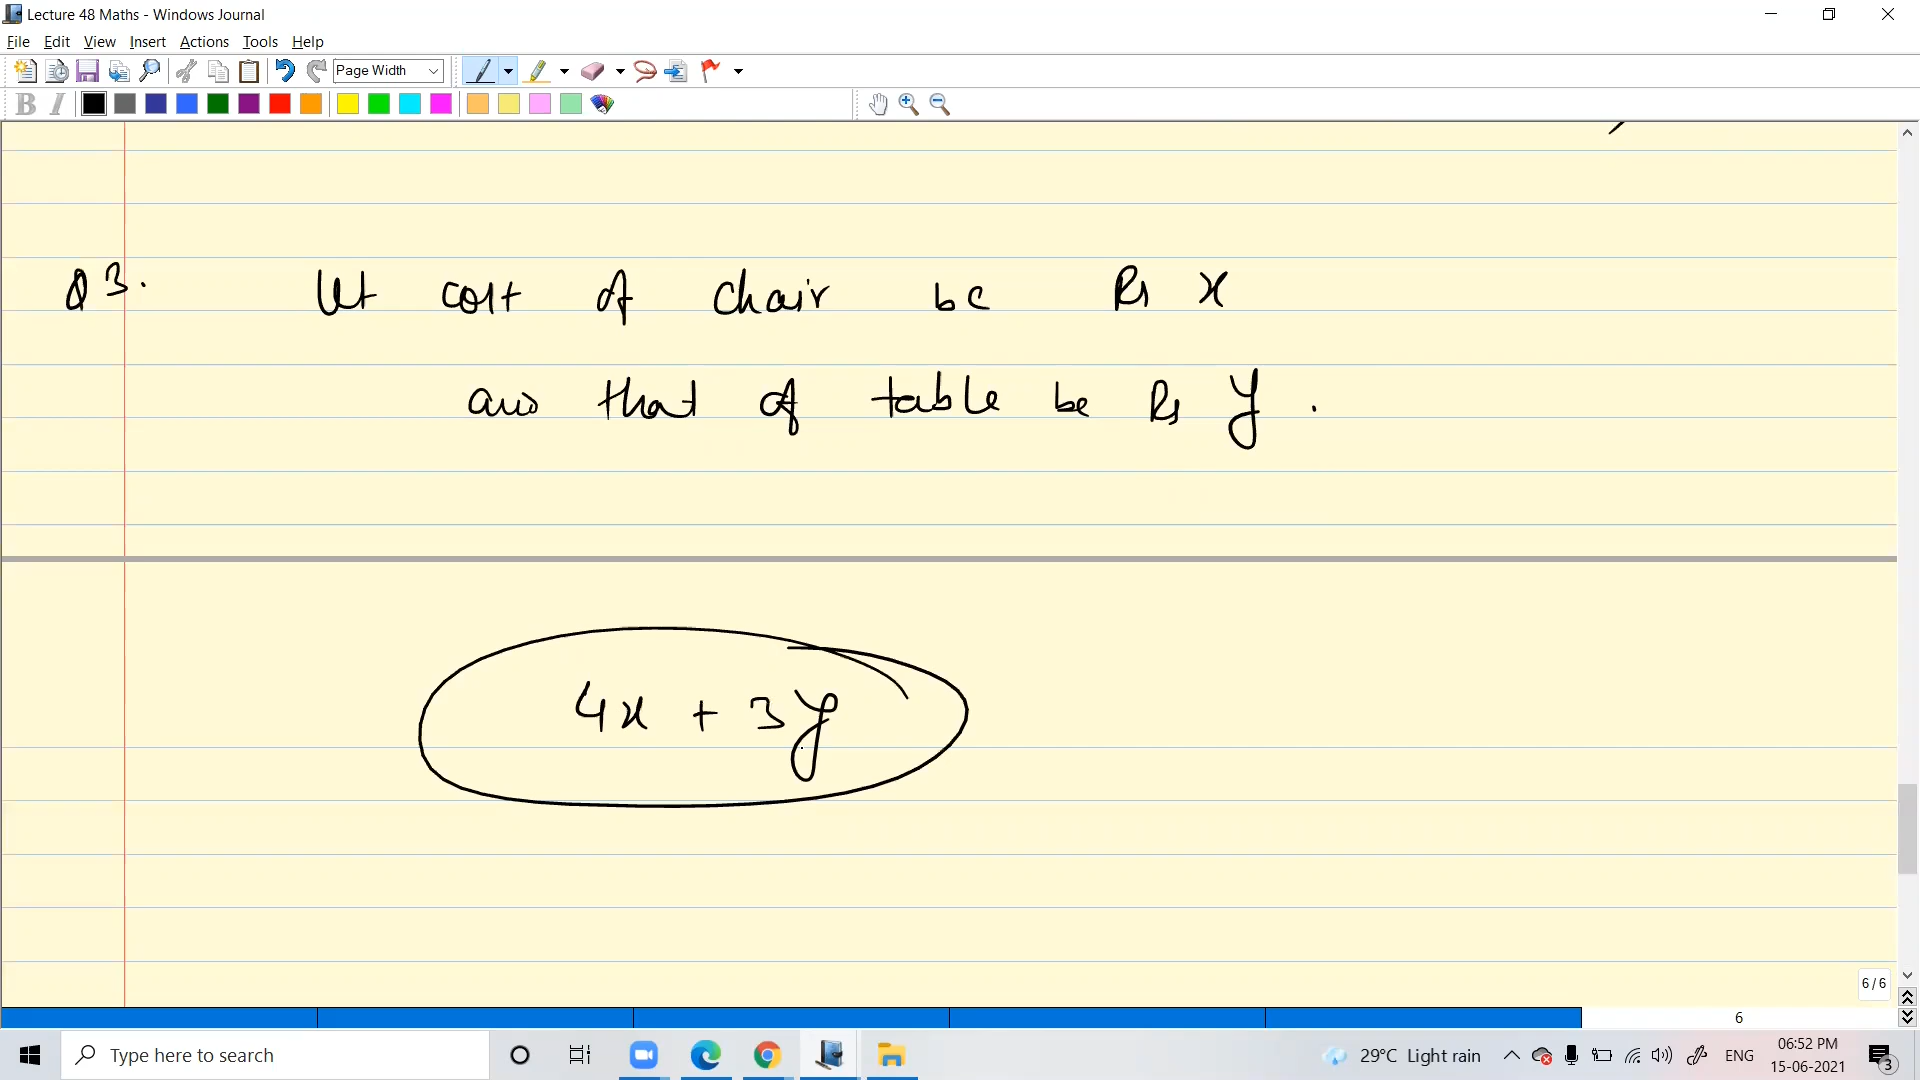 Lecture 48 Maths - Windows Journal
File Edit View Insert Actions Tools Help
Page Width
B I
Q3. Let cost of chair be Rs x
and that of table be Rs y.
4x + 3y
6 / 6
6
Type here to search
29°C Light rain
ENG
06:52 PM
15-06-2021
3